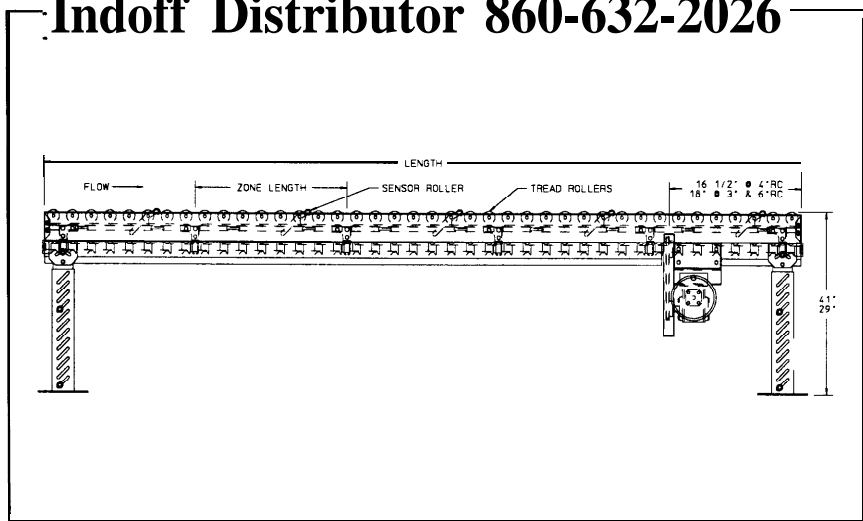 Indoff Distributor 860-632-2026
LENGTH
FLOW
ZONE LENGTH
SENSOR ROLLER
TREAD ROLLERS
16 1/2" @ 4"RC
18" @ 3" & 6"RC
41"
29"